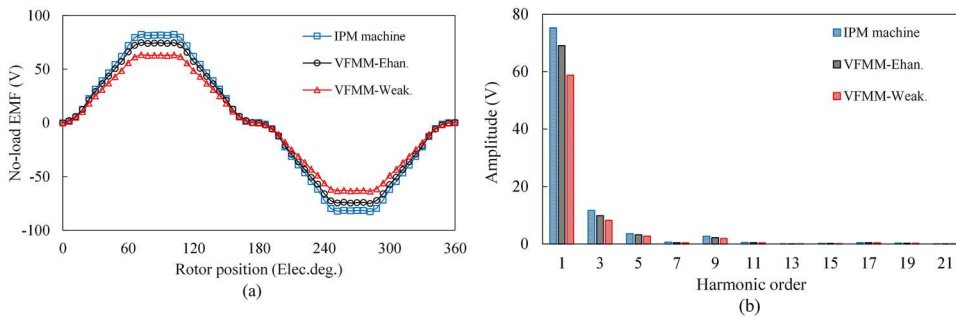 100
50
0
-50
-100
No-load EMF (V)
IPM machine
VFMM-Ehan.
VFMM-Weak.
0 60 120 180 240 300 360
Rotor position (Elec.deg.)
(a)
80
60
40
20
0
Amplitude (V)
IPM machine
VFMM-Ehan.
VFMM-Weak.
1 3 5 7 9 11 13 15 17 19 21
Harmonic order
(b)